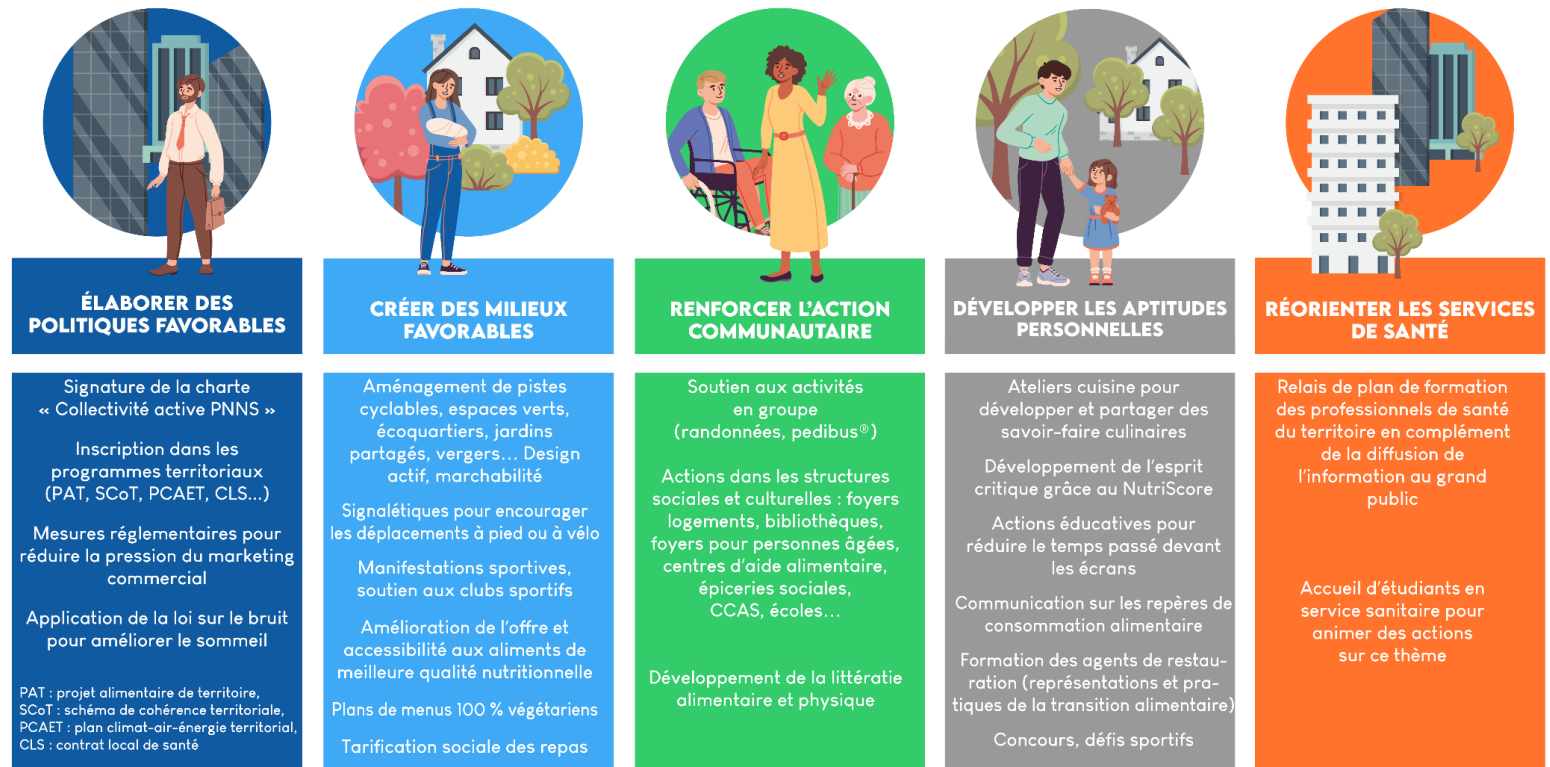 ÉLABORER DES
POLITIQUES FAVORABLES
Signature de la charte
« Collectivité active PNNS »
Inscription dans les
programmes territoriaux
(PAT, SCoT, PCAET, CLS...)
Mesures réglementaires pour
réduire la pression du marketing
commercial
Application de la loi sur le bruit
pour améliorer le sommeil
PAT : projet alimentaire de territoire,
SCoT : schéma de cohérence territoriale,
PCAET : plan climat-air-énergie territorial,
CLS : contrat local de santé
CRÉER DES MILIEUX
FAVORABLES
Aménagement de pistes
cyclables, espaces verts,
écoquartiers, jardins
partagés, vergers... Design
actif, marchabilité
Signalétiques pour encourager
les déplacements à pied ou à vélo
Manifestations sportives,
soutien aux clubs sportifs
Amélioration de l'offre et
accessibilité aux aliments de
meilleure qualité nutritionnelle
Plans de menus 100 % végétariens
Tarification sociale des repas
RENFORCER L'ACTION
COMMUNAUTAIRE
Soutien aux activités
en groupe
(randonnées, pedibus®)
Actions dans les structures
sociales et culturelles : foyers
logements, bibliothèques,
foyers pour personnes âgées,
centres d'aide alimentaire,
épiceries sociales,
CCAS, écoles...
Développement de la littératie
alimentaire et physique
DÉVELOPPER LES APTITUDES
PERSONNELLES
Ateliers cuisine pour
développer et partager des
savoir-faire culinaires
Développement de l'esprit
critique grâce au NutriScore
Actions éducatives pour
réduire le temps passé devant
les écrans
Communication sur les repères de
consommation alimentaire
Formation des agents de restau-
ration (représentations et pra-
tiques de la transition alimentaire)
Concours, défis sportifs
RÉORIENTER LES SERVICES
DE SANTÉ
Relais de plan de formation
des professionnels de santé
du territoire en complément
de la diffusion de
l'information au grand
public
Accueil d'étudiants en
service sanitaire pour
animer des actions
sur ce thème